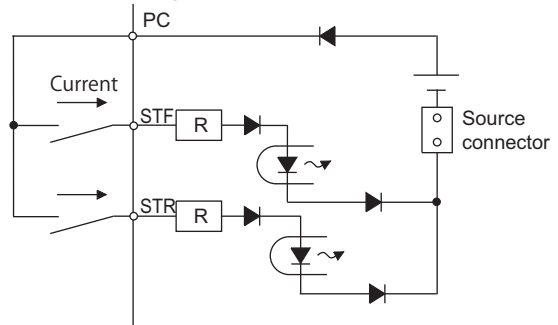 PC
Current
STF
R
Source
connector
STR
R